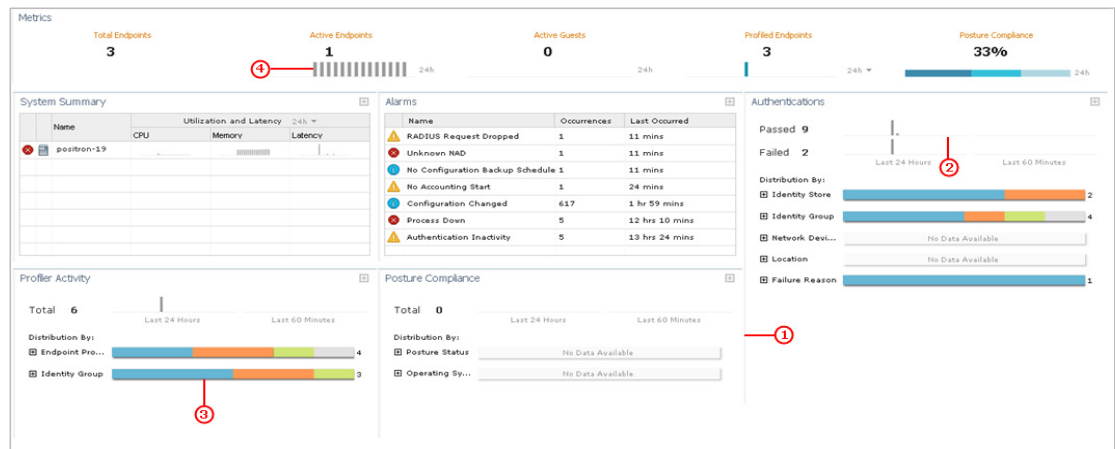 Metrics
Total Endpoints Active Endpoints Active Guests Profiled Endpoints Posture Compliance
3 1 0 3 33%
4 24h 24h 24h 24h
System Summary
Name Utilization and Latency 24h
CPU Memory Latency
positron-19
Alarms
Name Occurrences Last Occurred
RADIUS Request Dropped 1 11 mins
Unknown NAD 1 11 mins
No Configuration Backup Schedule 1 11 mins
No Accounting Start 1 24 mins
Configuration Changed 617 1 hr 59 mins
Process Down 5 12 hrs 10 mins
Authentication Inactivity 5 13 hrs 24 mins
Authentications
Passed 9
Failed 2
Last 24 Hours 2 Last 60 Minutes
Distribution By:
Identity Store 2
Identity Group 4
Network Devi... No Data Available
Location No Data Available
Failure Reason 1
Profiler Activity
Total 6
Last 24 Hours Last 60 Minutes
Distribution By:
Endpoint Pro... 4
Identity Group 3
3
Posture Compliance
Total 0
Last 24 Hours Last 60 Minutes
1
Distribution By:
Posture Status No Data Available
Operating Sy... No Data Available